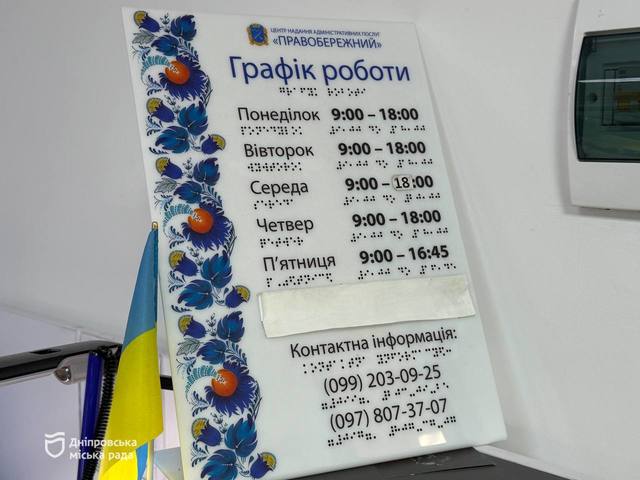 ЦЕНТР НАДАННЯ АДМІНІСТРАТИВНИХ ПОСЛУГ
«ПРАВОБЕРЕЖНИЙ»
Графік роботи
Понеділок 9:00 – 18:00
Вівторок 9:00 – 18:00
Середа 9:00 – 18:00
Четвер 9:00 – 18:00
П'ятниця 9:00 – 16:45
Контактна інформація:
(099) 203-09-25
(097) 807-37-07
Дніпровська
міська рада